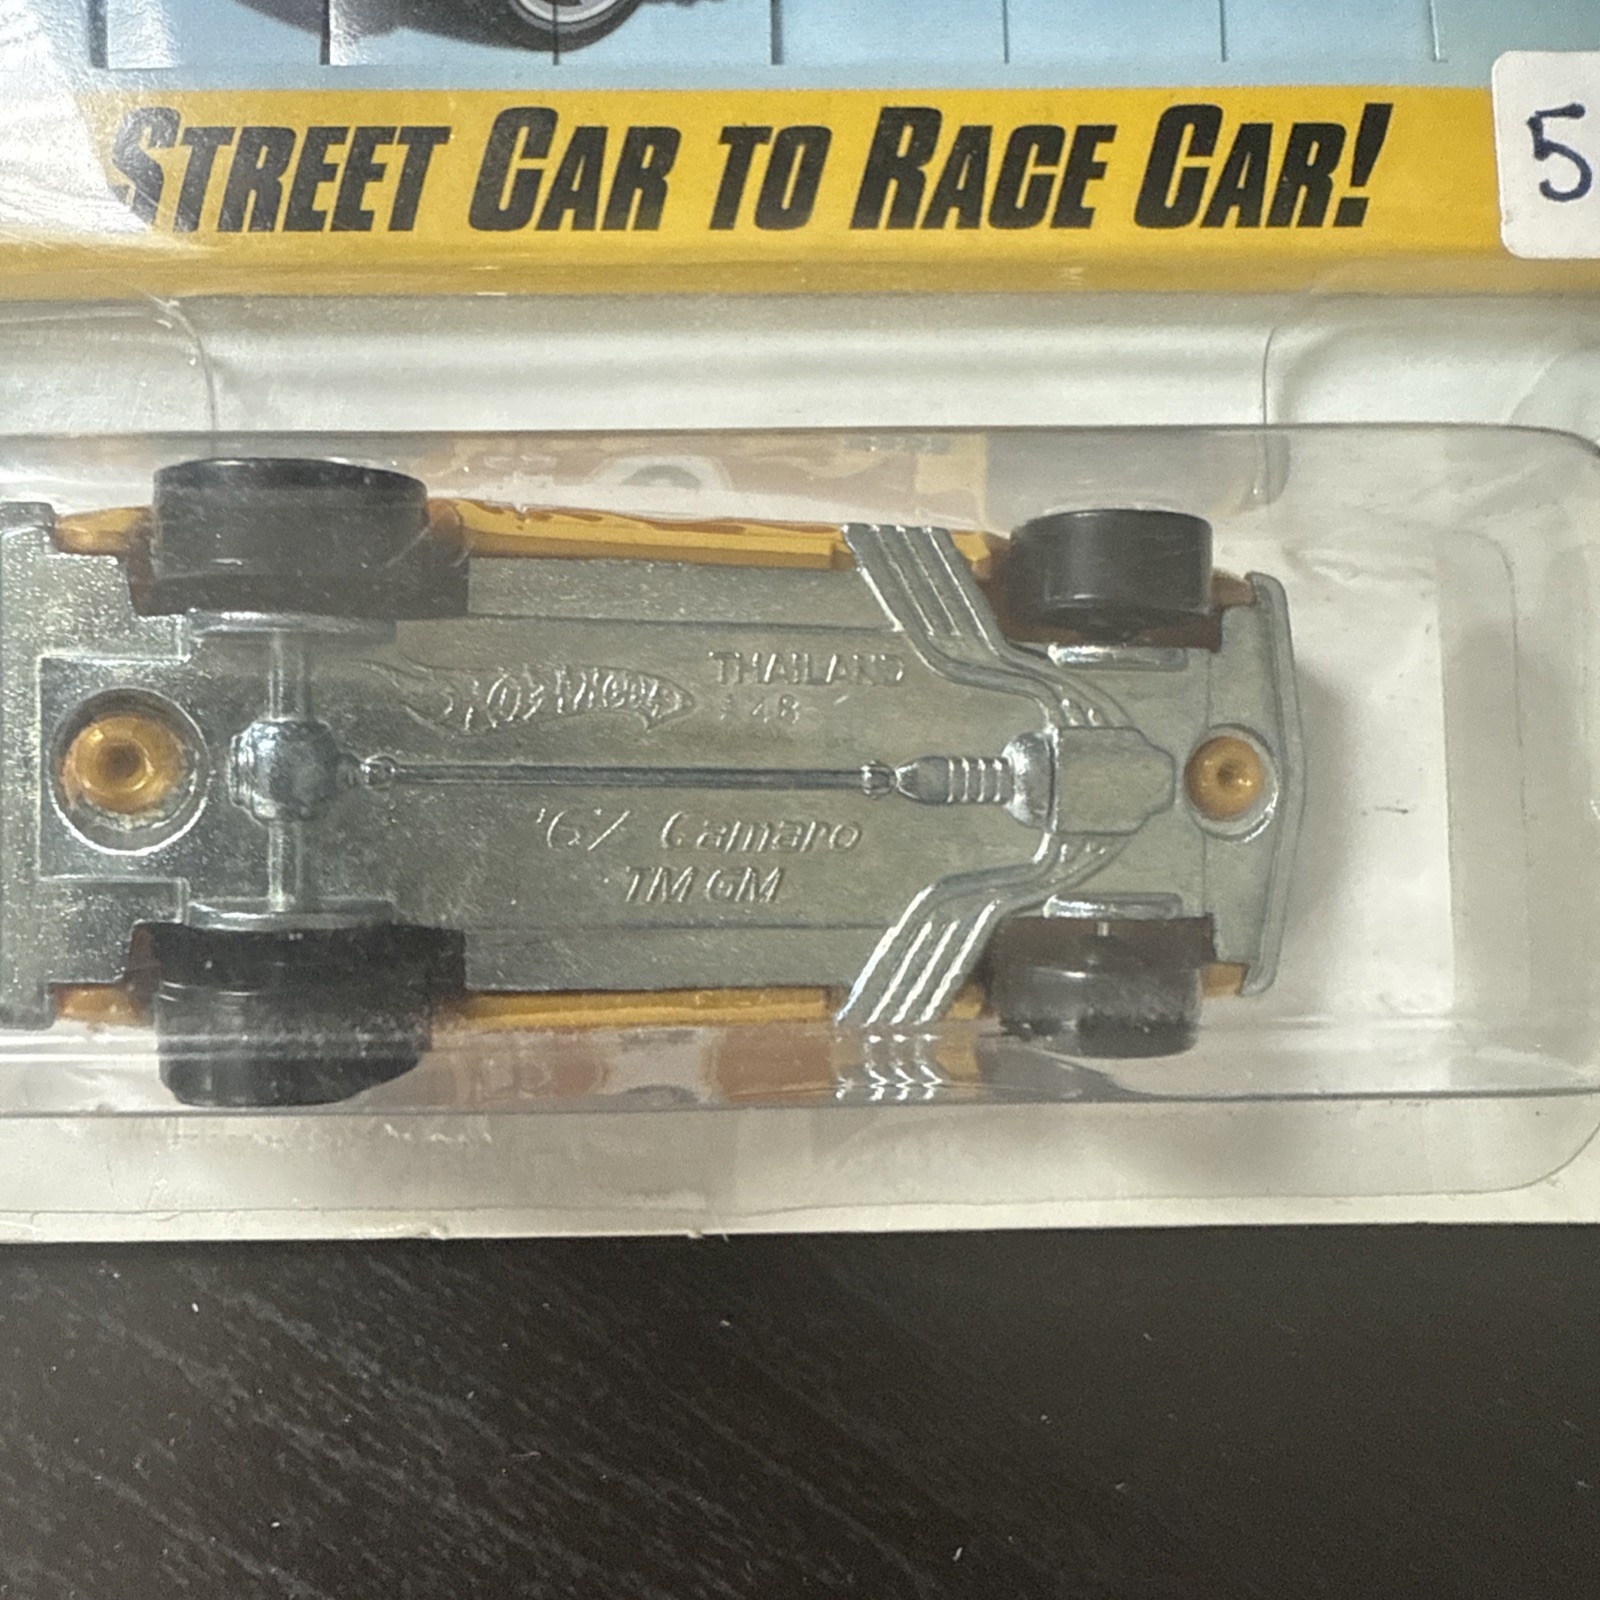 STREET CAR TO RACE CAR!
5
HOT WHEELS
THAILAND
'67 Camaro
TM GM